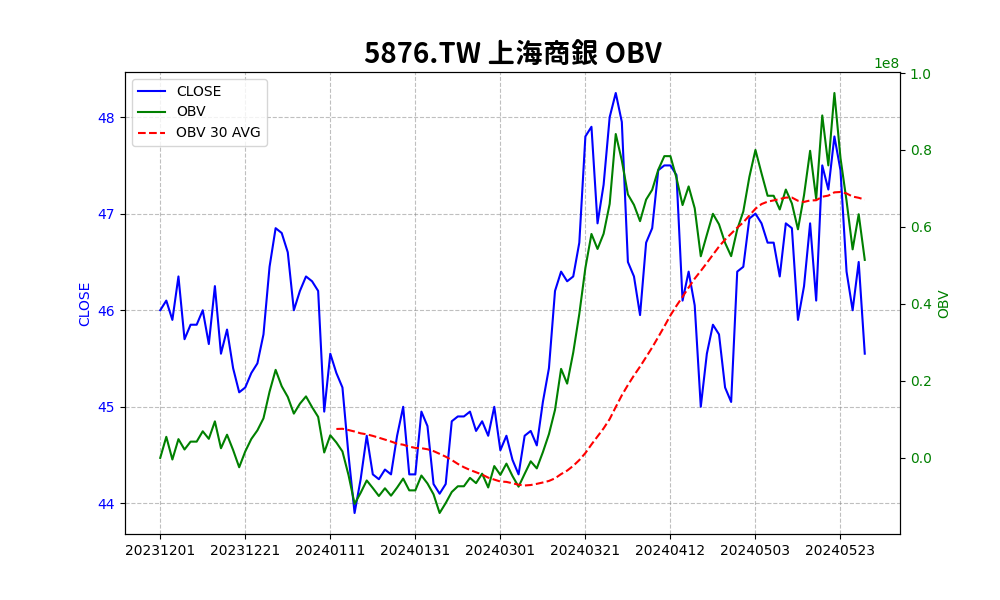 5876.TW 上海商銀 OBV
1e8
CLOSE
OBV
OBV 30 AVG
48
47
46
45
44
CLOSE
1.0
0.8
0.6
0.4
0.2
0.0
OBV
20231201 20231221 20240111 20240131 20240301 20240321 20240412 20240503 20240523